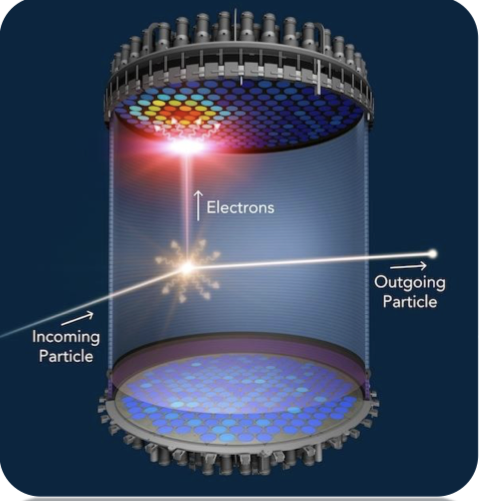 Electrons
Outgoing
Particle
Incoming
Particle